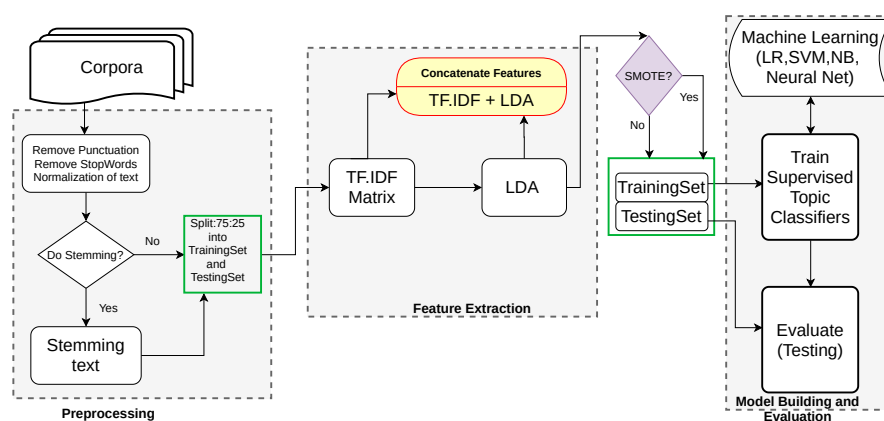 Corpora
Remove Punctuation
Remove StopWords
Normalization of text
Do Stemming?
No
Yes
Stemming
text
Split:75:25
into
TrainingSet
and
TestingSet
Preprocessing
Concatenate Features
TF.IDF + LDA
TF.IDF
Matrix
LDA
Feature Extraction
SMOTE?
No
Yes
TrainingSet
TestingSet
Machine Learning
(LR,SVM,NB,
Neural Net)
Train
Supervised
Topic
Classifiers
Evaluate
(Testing)
Model Building and
Evaluation